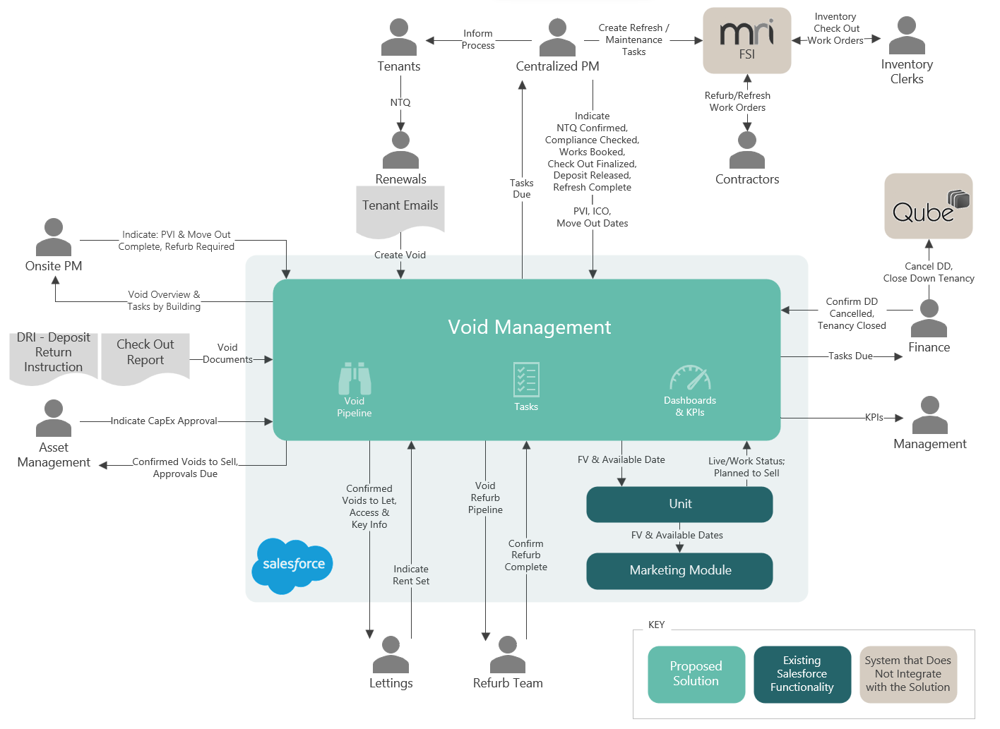 Inform
Process
Tenants
Centralized PM
Create Refresh /
Maintenance
Tasks
mri
FSI
Inventory
Check Out
Work Orders
Inventory
Clerks
NTQ
Refurb/Refresh
Work Orders
Renewals
Contractors
Tenant Emails
Create Void
Tasks
Due
Indicate
NTQ Confirmed,
Compliance Checked,
Works Booked,
Check Out Finalized,
Deposit Released,
Refresh Complete
PVI, ICO,
Move Out Dates
Qube
Cancel DD,
Close Down Tenancy
Onsite PM
Indicate: PVI & Move Out
Complete, Refurb Required
Void Overview &
Tasks by Building
Confirm DD
Cancelled,
Tenancy Closed
Finance
Tasks Due
DRI - Deposit
Return
Instruction
Check Out
Report
Void
Documents
Void Management
Void
Pipeline
Tasks
Dashboards
& KPIs
Asset
Management
Indicate CapEx Approval
Confirmed Voids to Sell,
Approvals Due
KPIs
Management
Confirmed
Voids to Let,
Access &
Key Info
Indicate
Rent Set
Void
Refurb
Pipeline
Confirm
Refurb
Complete
FV & Available Date
Live/Work Status;
Planned to Sell
Unit
FV & Available Dates
Marketing Module
salesforce
Lettings
Refurb Team
KEY
Proposed
Solution
Existing
Salesforce
Functionality
System that Does
Not Integrate
with the Solution